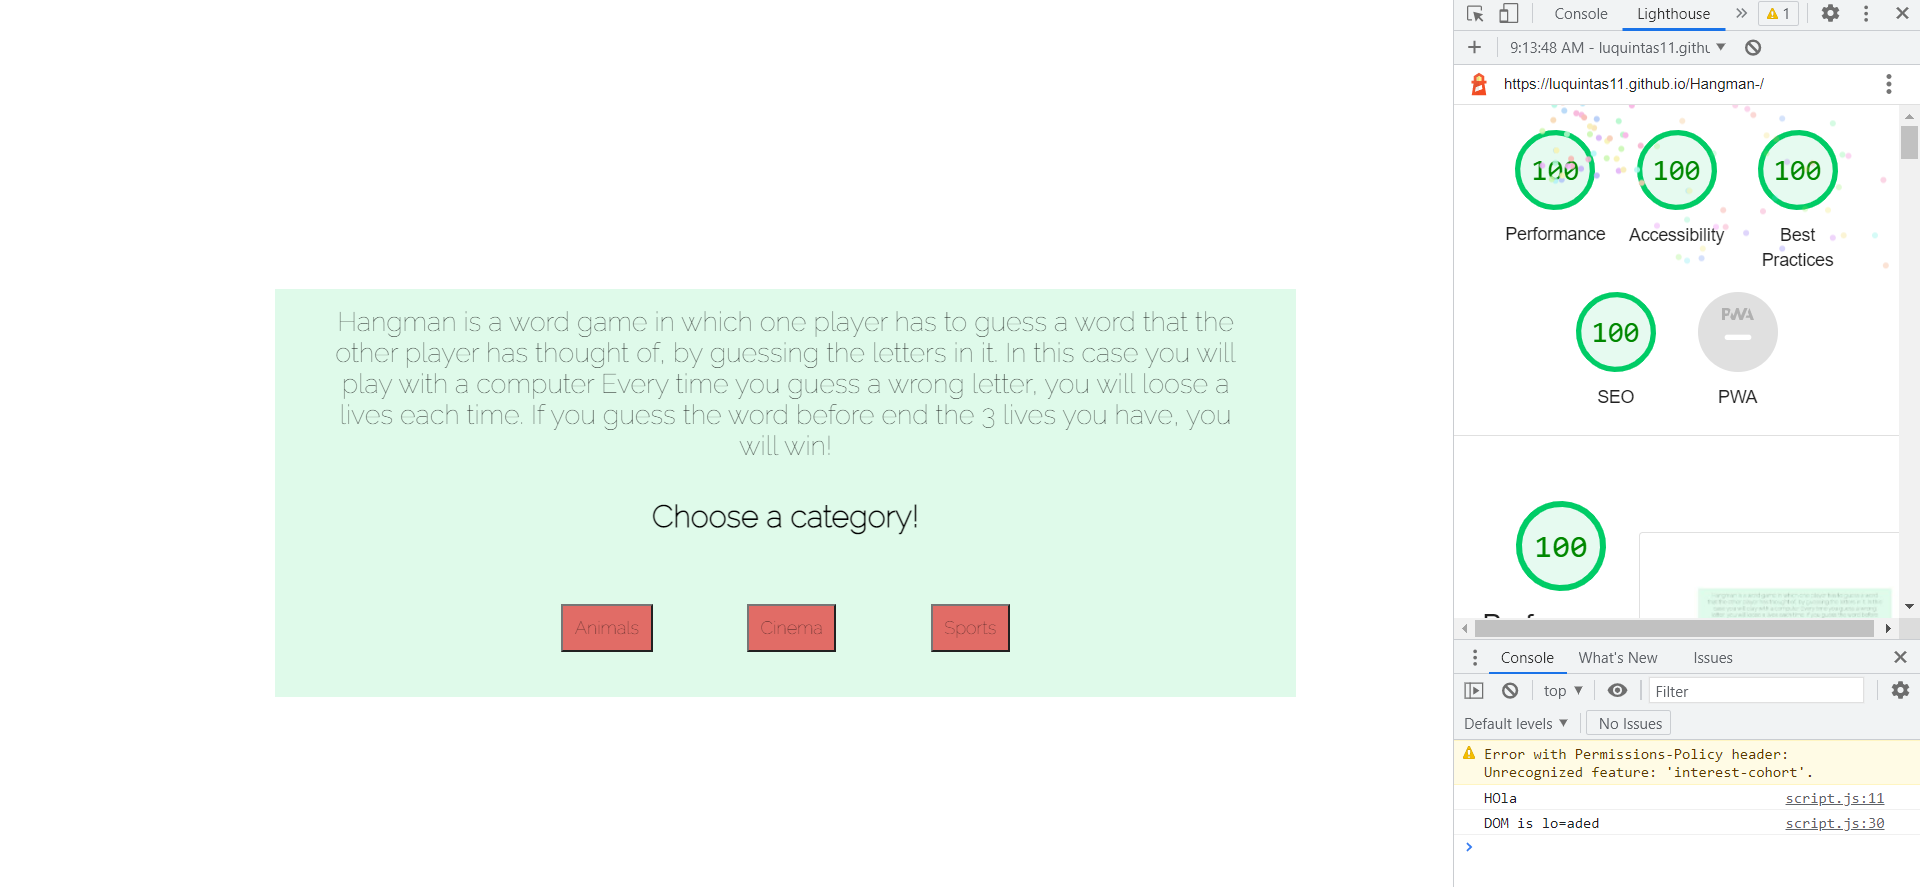 Hangman is a word game in which one player has to guess a word that the
other player has thought of, by guessing the letters in it. In this case you will
play with a computer Every time you guess a wrong letter, you will loose a
lives each time. If you guess the word before end the 3 lives you have, you
will win!
Choose a category!
Animals Cinema Sports
Console Lighthouse 1
9:13:48 AM - luquintas11.githu
https://luquintas11.github.io/Hangman-/
100 100 100
Performance Accessibility Best
Practices
100 PWA
SEO PWA
100
Console What's New Issues
top Filter
Default levels No Issues
Error with Permissions-Policy header:
Unrecognized feature: 'interest-cohort'.
HOla script.js:11
DOM is lo=aded script.js:30